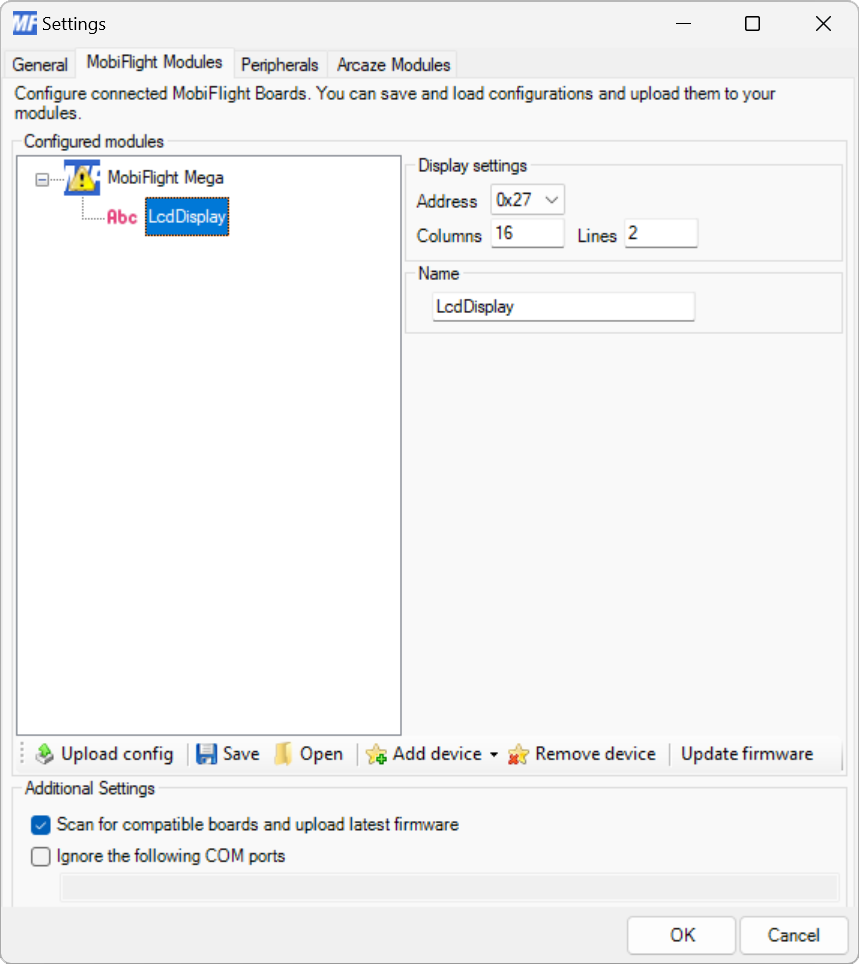 MF Settings
General MobiFlight Modules Peripherals Arcaze Modules
Configure connected MobiFlight Boards. You can save and load configurations and upload them to your
modules.
Configured modules
MobiFlight Mega
Abc LcdDisplay
Display settings
Address 0x27
Columns 16 Lines 2
Name
LcdDisplay
Upload config Save Open Add device Remove device Update firmware
Additional Settings
Scan for compatible boards and upload latest firmware
Ignore the following COM ports
OK Cancel